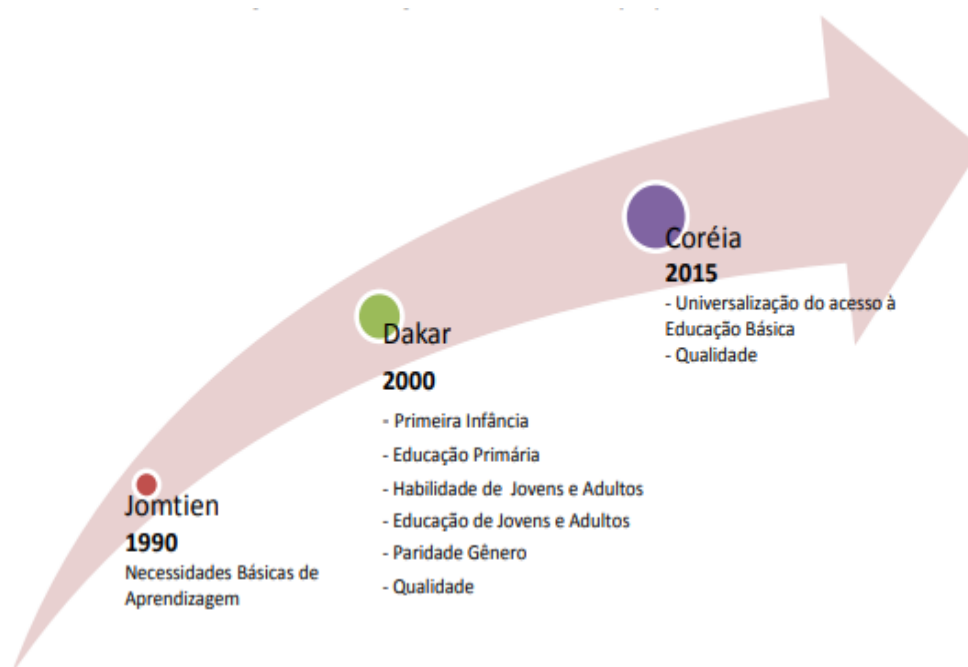 Jomtien
1990
Necessidades Básicas de
Aprendizagem
Dakar
2000
- Primeira Infância
- Educação Primária
- Habilidade de Jovens e Adultos
- Educação de Jovens e Adultos
- Paridade Gênero
- Qualidade
Coréia
2015
- Universalização do acesso à
Educação Básica
- Qualidade